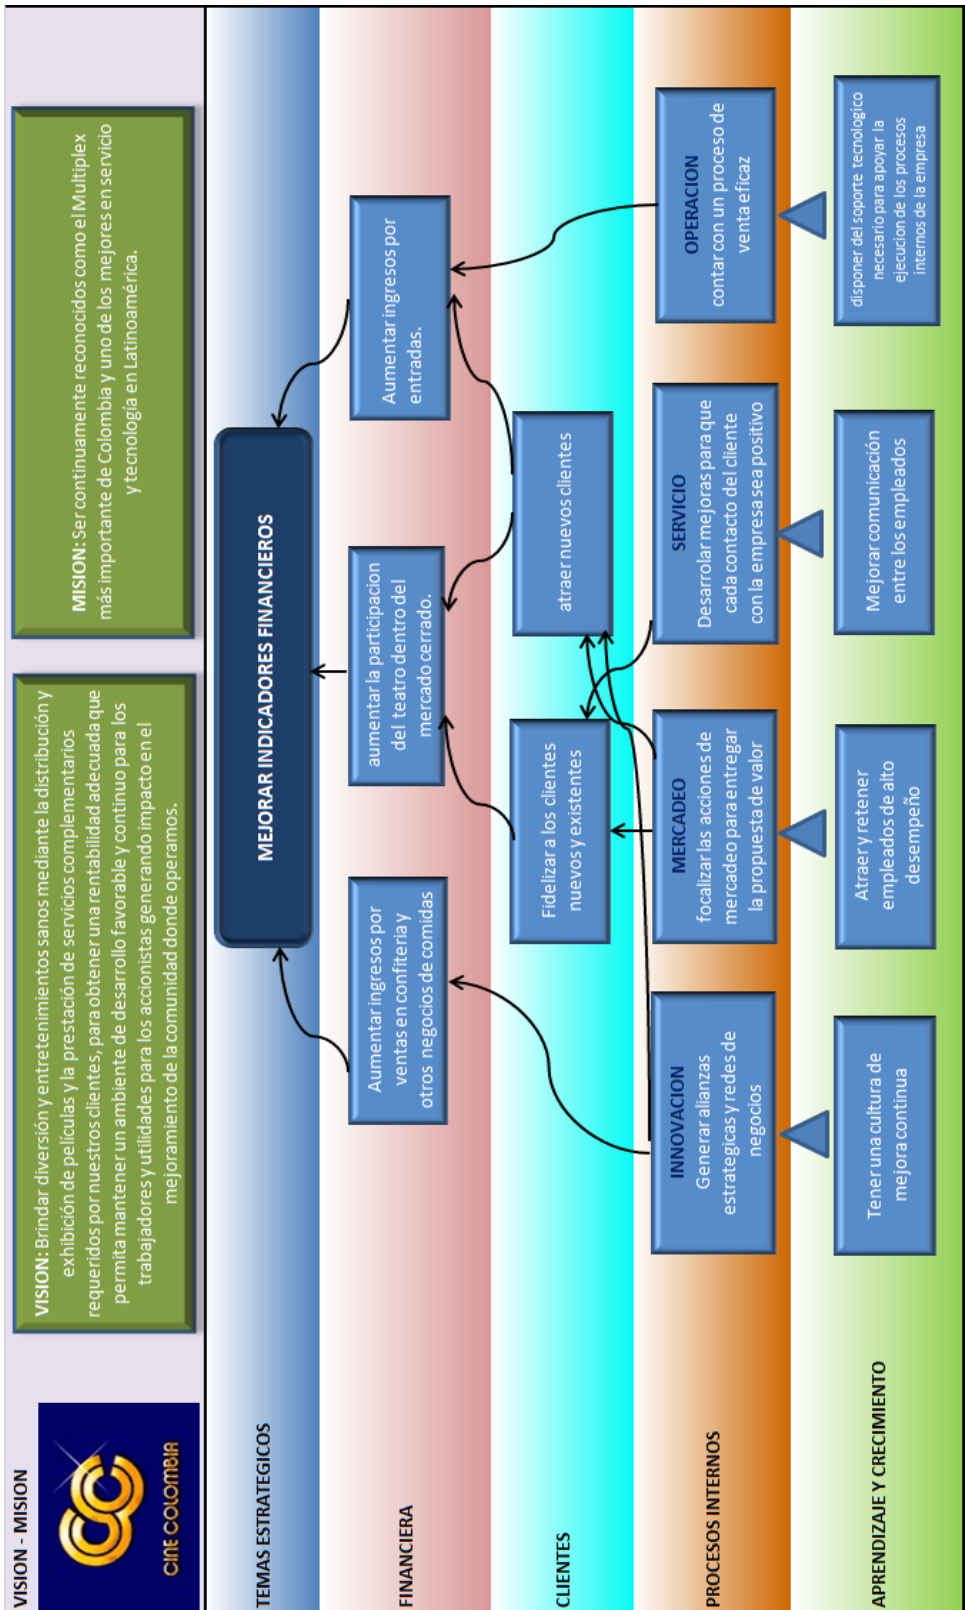 VISION - MISION
CINE COLOMBIA
VISION: Brindar diversión y entretenimientos sanos mediante la distribución y
exhibición de películas y la prestación de servicios complementarios
requeridos por nuestros clientes, para obtener una rentabilidad adecuada que
permita mantener un ambiente de desarrollo favorable y continuo para los
trabajadores y utilidades para los accionistas generando impacto en el
mejoramiento de la comunidad donde operamos.
MISION: Ser continuamente reconocidos como el Multiplex
más importante de Colombia y uno de los mejores en servicio
y tecnología en Latinoamérica.
TEMAS ESTRATEGICOS
MEJORAR INDICADORES FINANCIEROS
FINANCIERA
Aumentar ingresos por
ventas en confiteria y
otros negocios de comidas
aumentar la participacion
del teatro dentro del
mercado cerrado.
Aumentar ingresos por
entradas.
CLIENTES
Fidelizar a los clientes
nuevos y existentes
atraer nuevos clientes
PROCESOS INTERNOS
INNOVACION
Generar alianzas
estrategicas y redes de
negocios
MERCADEO
focalizar las acciones de
mercadeo para entregar
la propuesta de valor
SERVICIO
Desarrollar mejoras para que
cada contacto del cliente
con la empresa sea positivo
OPERACION
contar con un proceso de
venta eficaz
APRENDIZAJE Y CRECIMIENTO
Tener una cultura de
mejora continua
Atraer y retener
empleados de alto
desempeño
Mejorar comunicación
entre los empleados
disponer del soporte tecnologico
necesario para apoyar la
ejecucion de los procesos
internos de la empresa